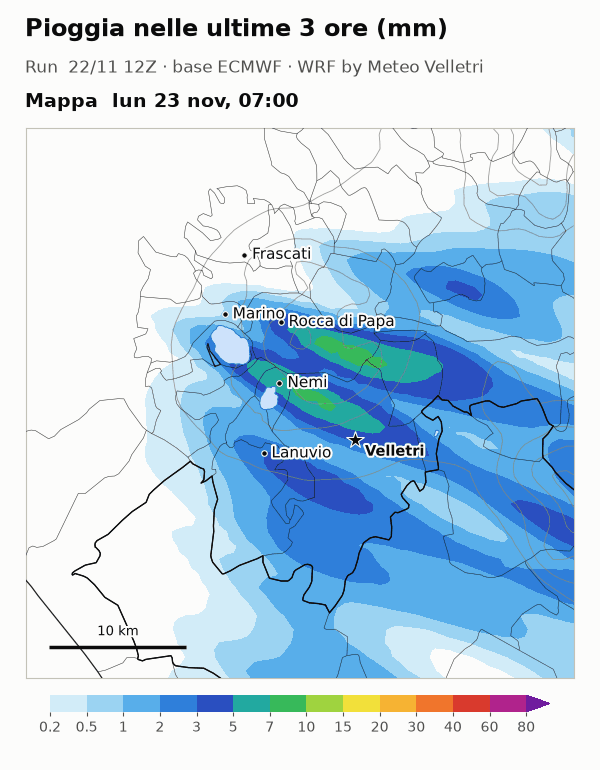 Pioggia nelle ultime 3 ore (mm)
Run  22/11 12Z · base ECMWF · WRF by Meteo Velletri
Mappa  lun 23 nov, 07:00
Frascati
Marino
Rocca di Papa
Nemi
Velletri
Lanuvio
10 km
0.2 0.5 1 2 3 5 7 10 15 20 30 40 60 80